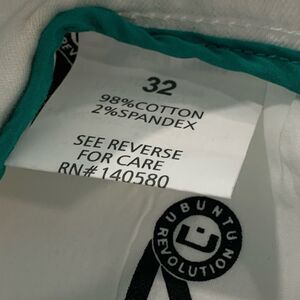 32
98%COTTON
2%SPANDEX
SEE REVERSE
FOR CARE
RN#140580
UBUNTU
REVOLUTION